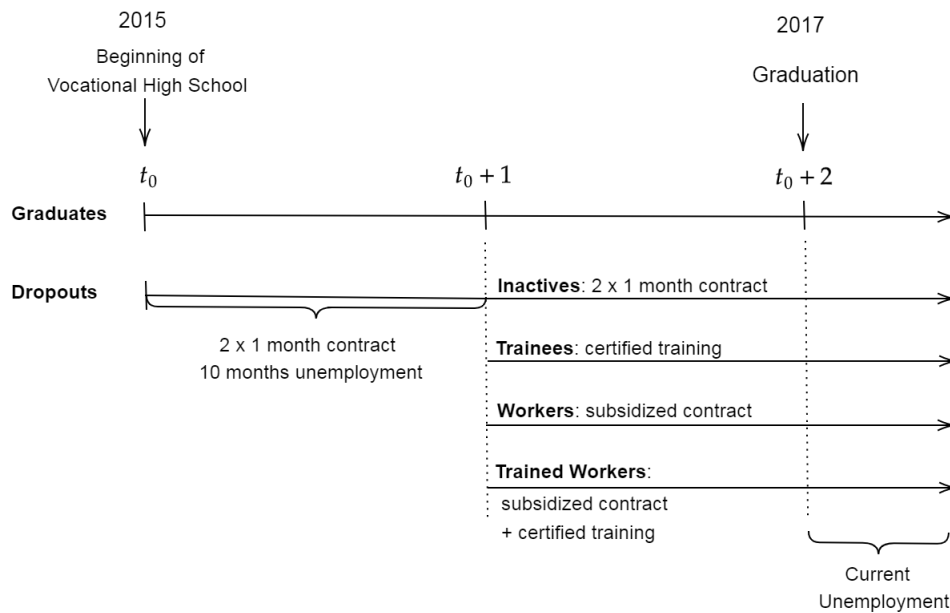 2015
Beginning of
Vocational High School
2017
Graduation
t₀
t₀ + 1
t₀ + 2
Graduates
Dropouts
Inactives: 2 x 1 month contract
2 x 1 month contract
10 months unemployment
Trainees: certified training
Workers: subsidized contract
Trained Workers:
subsidized contract
+ certified training
Current
Unemployment